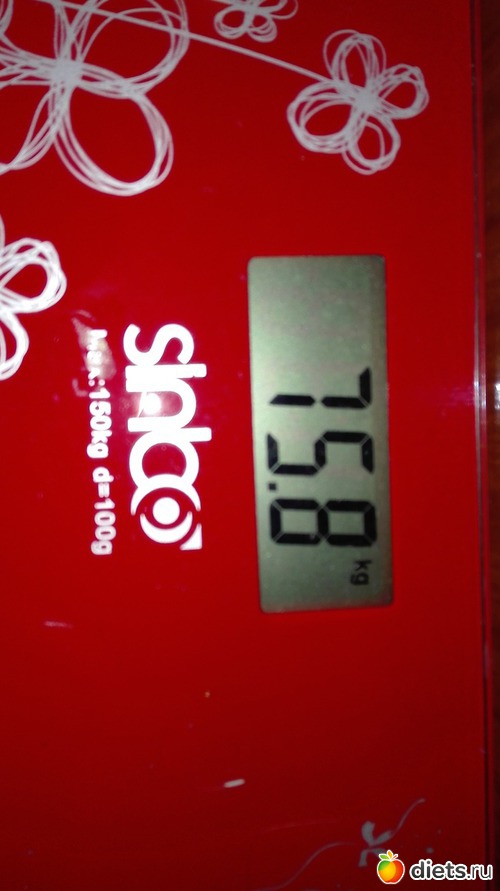 75.8
kg
sinbo
Max.:150kg d=100g
diets.ru